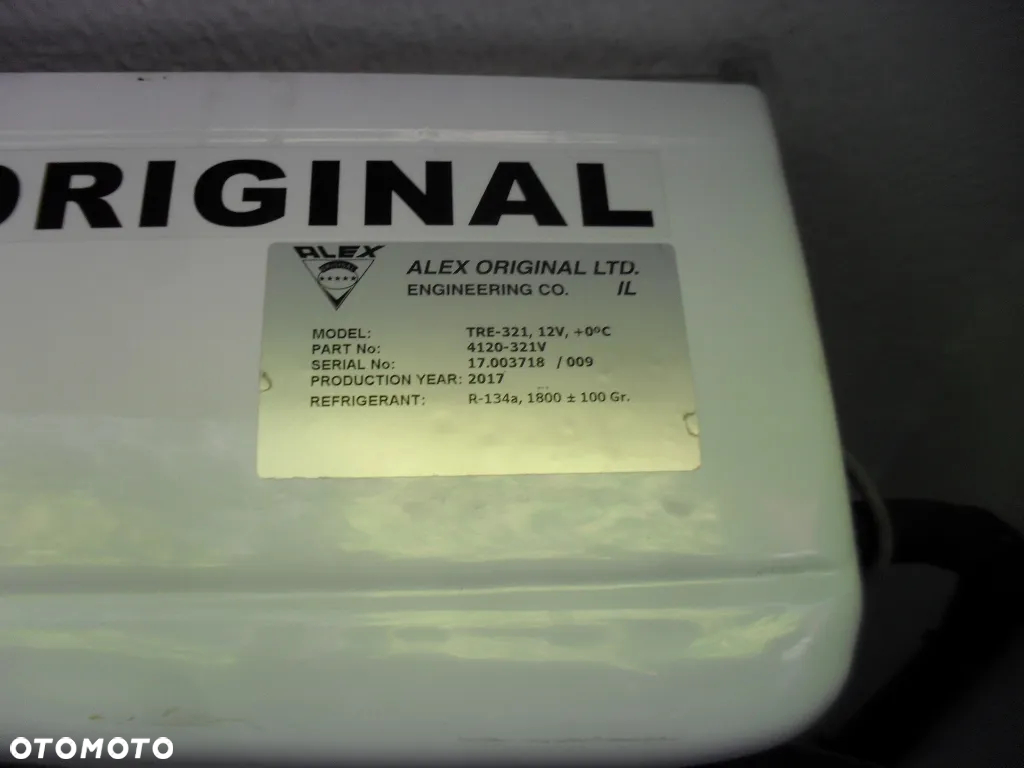 ORIGINAL
ALEX
ALEX ORIGINAL LTD.
ENGINEERING CO. IL
MODEL: TRE-321, 12V, +0ºC
PART No: 4120-321V
SERIAL No: 17.003718 / 009
PRODUCTION YEAR: 2017
REFRIGERANT: R-134a, 1800 ± 100 Gr.
OTOMOTO